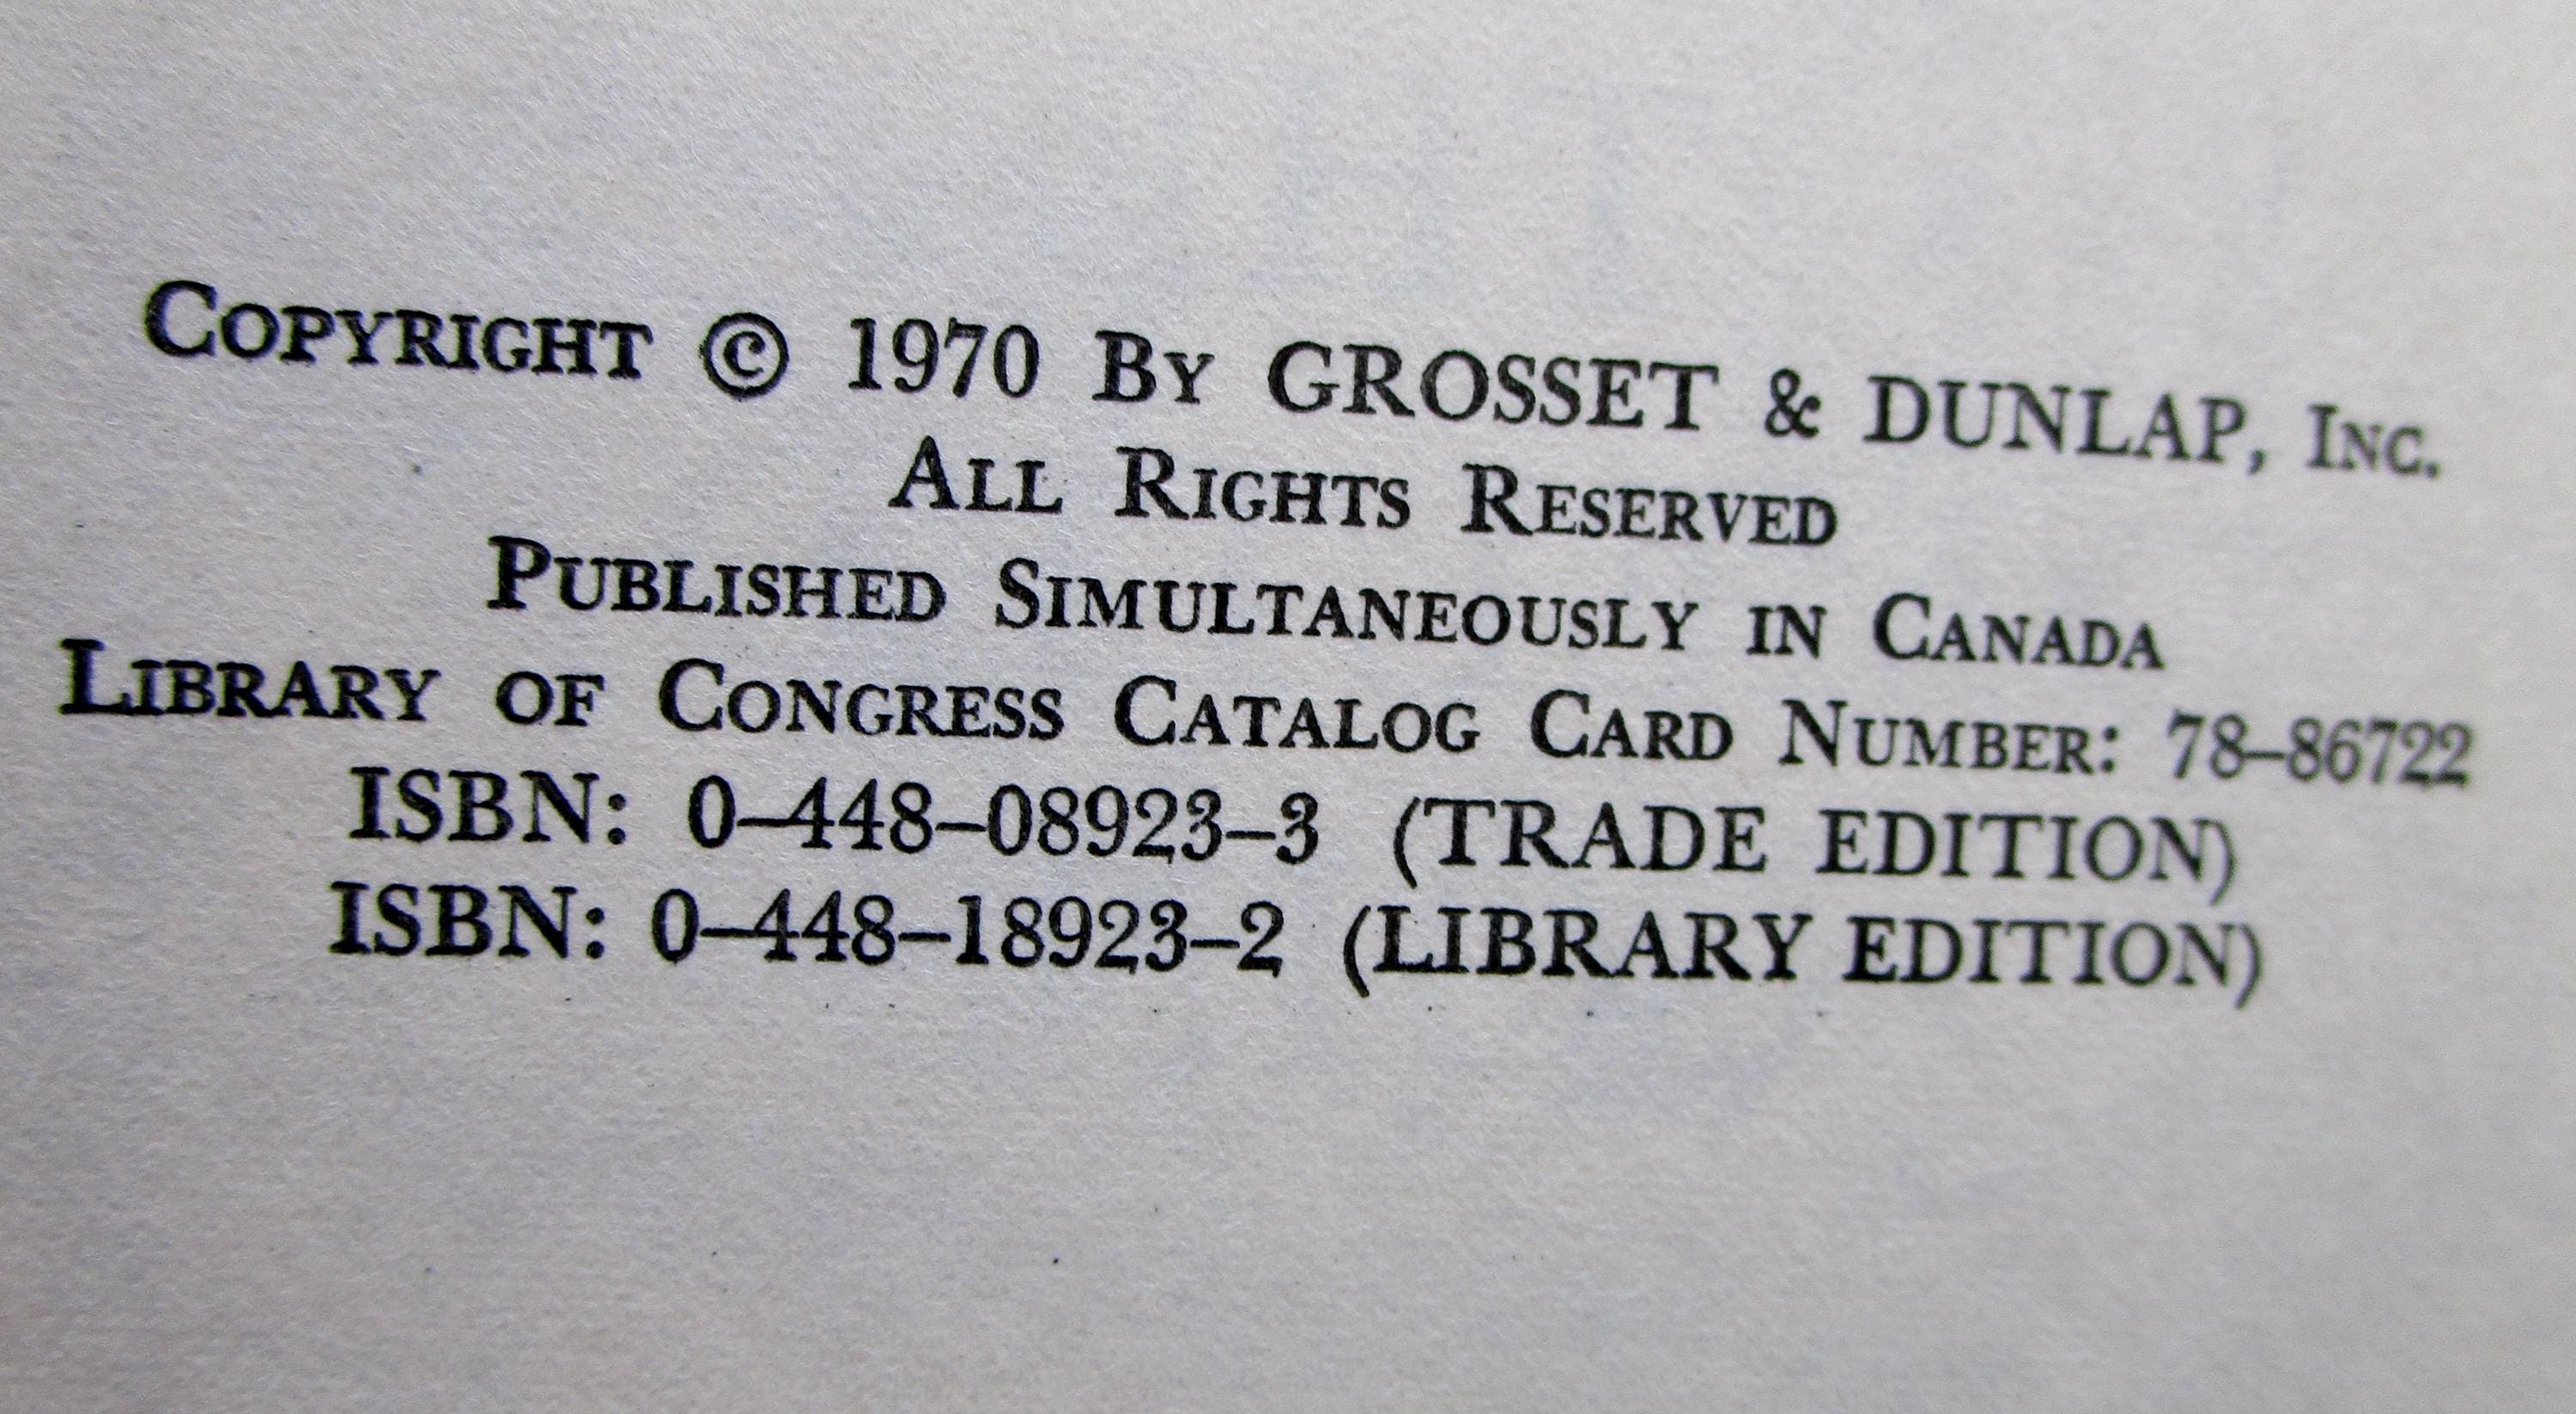 Copyright © 1970 By GROSSET & DUNLAP, Inc.
All Rights Reserved
Published Simultaneously in Canada
Library of Congress Catalog Card Number: 78–86722
ISBN: 0–448–08923–3 (TRADE EDITION)
ISBN: 0–448–18923–2 (LIBRARY EDITION)